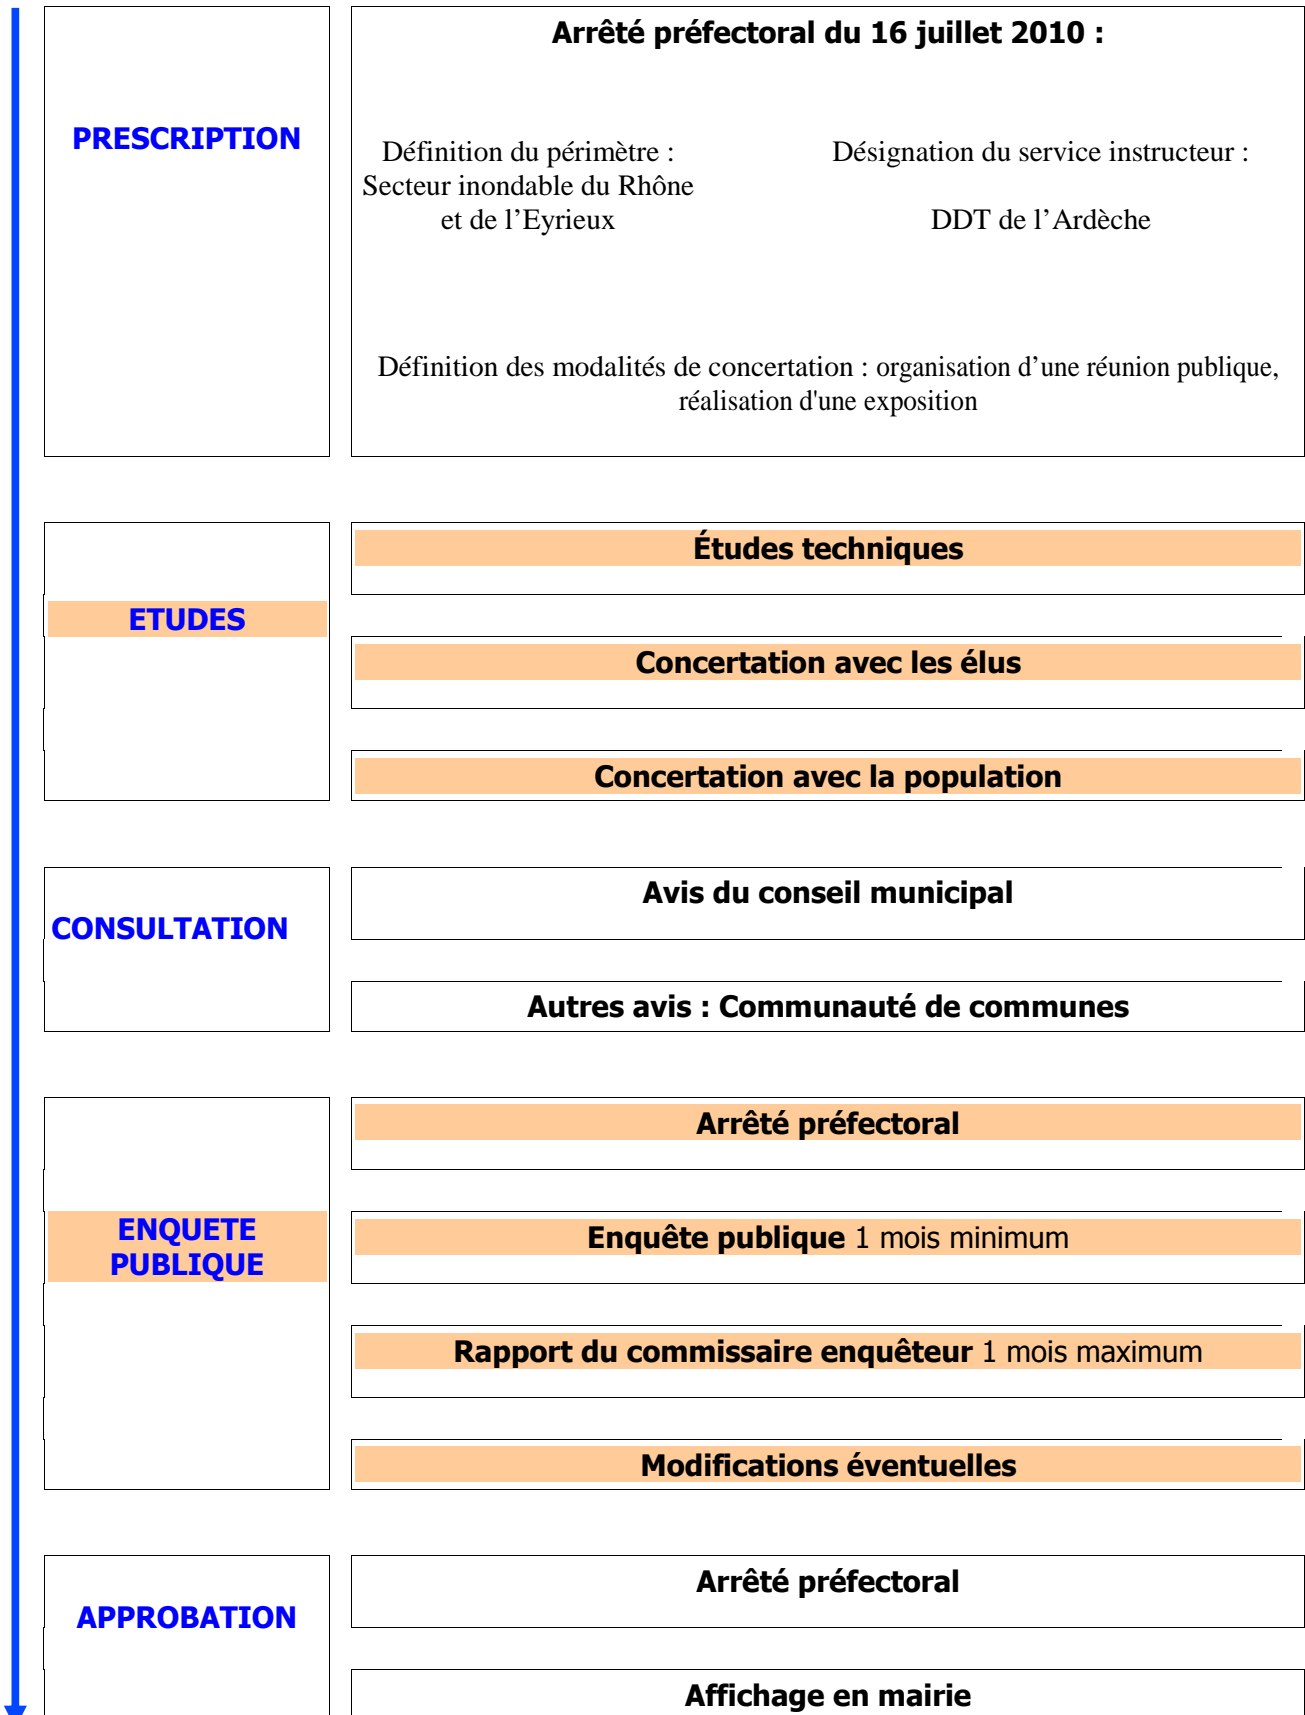 PRESCRIPTION
Arrêté préfectoral du 16 juillet 2010 :
Définition du périmètre :
Secteur inondable du Rhône
et de l’Eyrieux
Désignation du service instructeur :
DDT de l’Ardèche
Définition des modalités de concertation : organisation d’une réunion publique,
réalisation d'une exposition
ETUDES
Études techniques
Concertation avec les élus
Concertation avec la population
CONSULTATION
Avis du conseil municipal
Autres avis : Communauté de communes
ENQUETE
PUBLIQUE
Arrêté préfectoral
Enquête publique 1 mois minimum
Rapport du commissaire enquêteur 1 mois maximum
Modifications éventuelles
APPROBATION
Arrêté préfectoral
Affichage en mairie